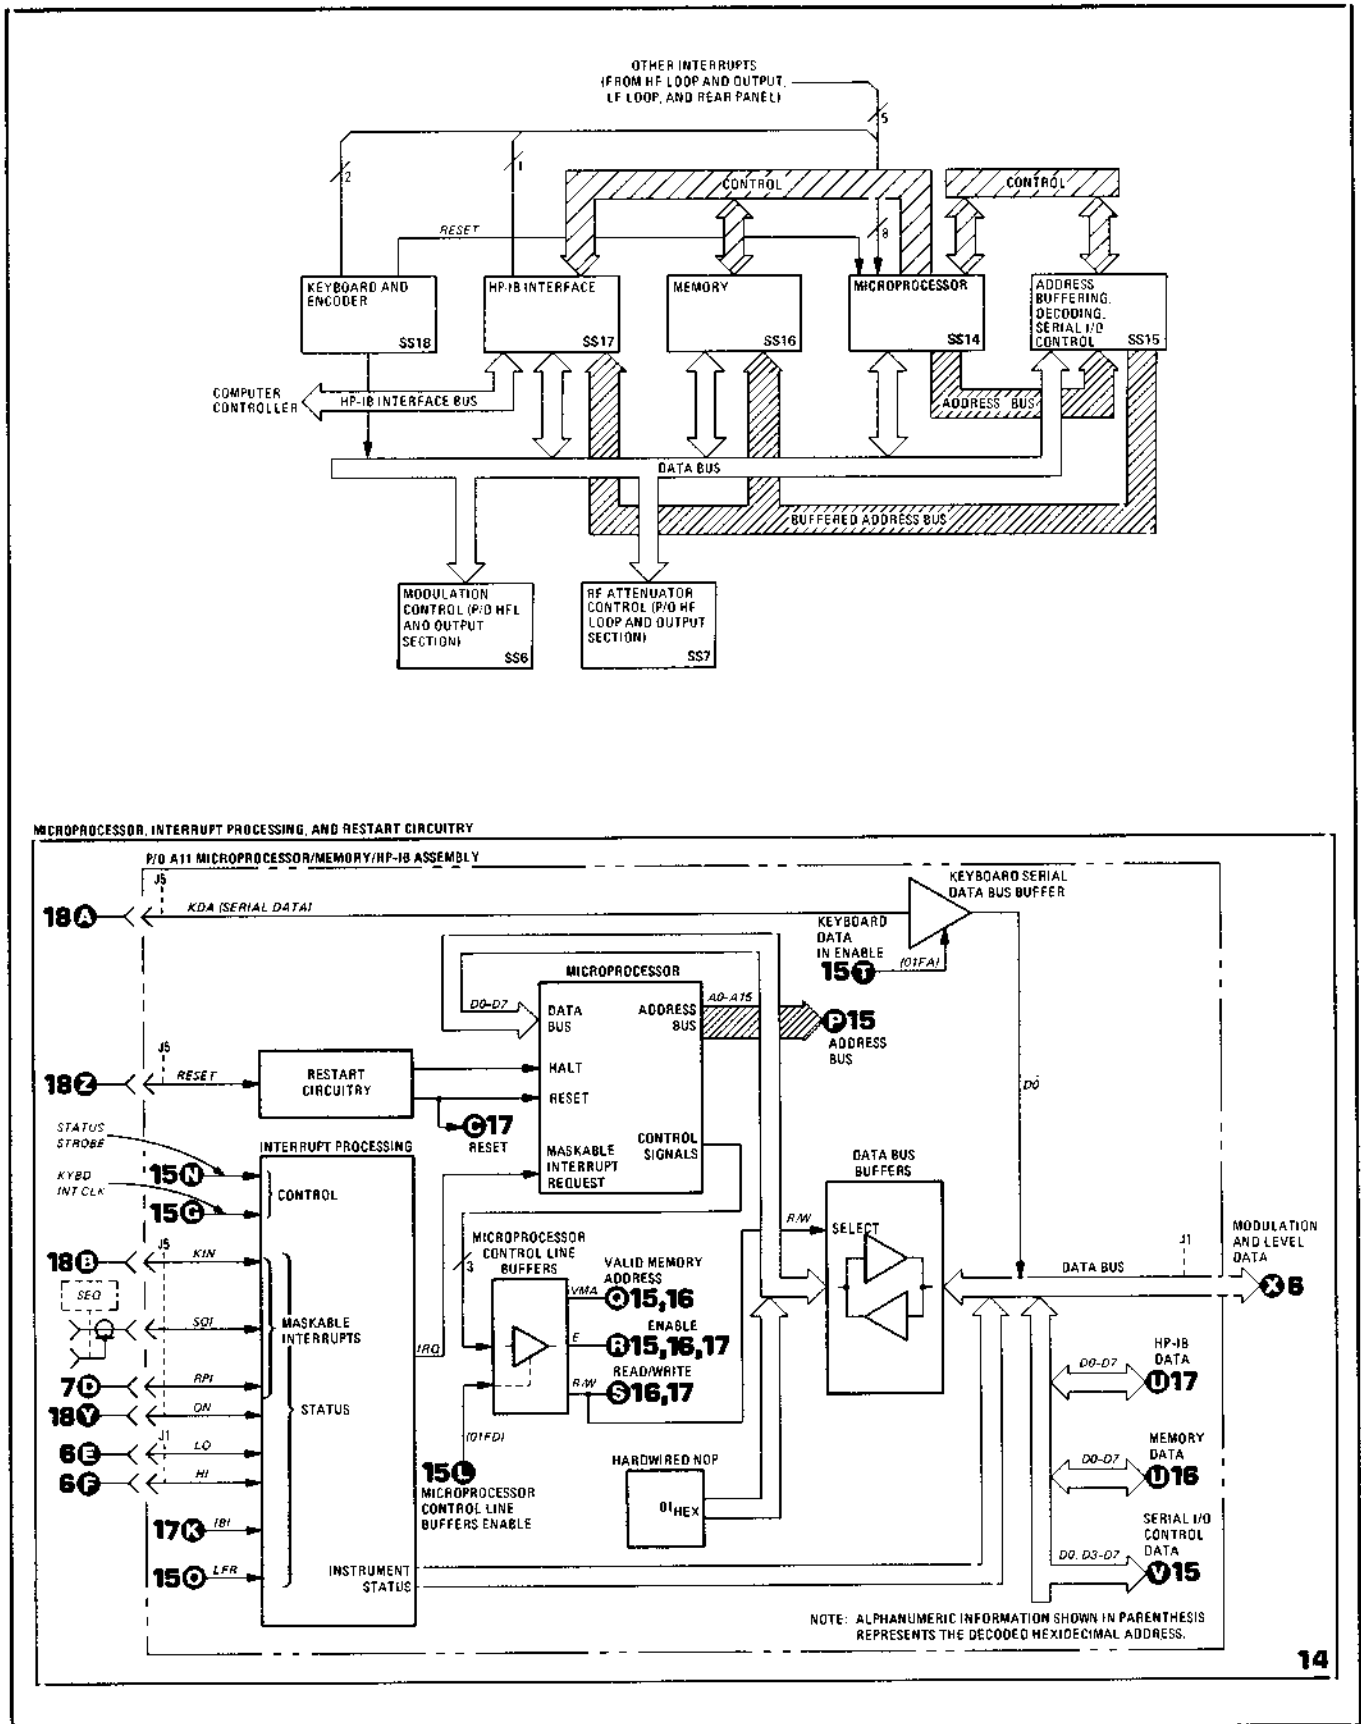 OTHER INTERRUPTS
(FROM HF LOOP AND OUTPUT,
LF LOOP, AND REAR PANEL)
5
2
1
CONTROL
CONTROL
RESET
8
KEYBOARD AND
ENCODER
SS18
HP-IB INTERFACE
SS17
MEMORY
SS16
MICROPROCESSOR
SS14
ADDRESS
BUFFERING,
DECODING,
SERIAL I/O
CONTROL
SS15
COMPUTER
CONTROLLER
HP-IB INTERFACE BUS
ADDRESS BUS
DATA BUS
BUFFERED ADDRESS BUS
MODULATION
CONTROL (P/O HFL
AND OUTPUT
SECTION)
SS6
RF ATTENUATOR
CONTROL (P/O HF
LOOP AND OUTPUT
SECTION)
SS7
MICROPROCESSOR, INTERRUPT PROCESSING, AND RESTART CIRCUITRY
P/O A11 MICROPROCESSOR/MEMORY/HP-IB ASSEMBLY
J5
18 A
KDA (SERIAL DATA)
KEYBOARD SERIAL
DATA BUS BUFFER
KEYBOARD
DATA
IN ENABLE
15 T
(01FA)
MICROPROCESSOR
D0-D7
DATA
BUS
ADDRESS
BUS
A0-A15
P 15
ADDRESS
BUS
HALT
RESET
MASKABLE
INTERRUPT
REQUEST
CONTROL
SIGNALS
D0
J5
18 Z
RESET
RESTART
CIRCUITRY
C 17
RESET
STATUS
STROBE
15 N
KYBD
INT CLK
15 G
INTERRUPT PROCESSING
CONTROL
J5
18 B
KIN
SEQ
SQI
MASKABLE
INTERRUPTS
7 D
RPI
18 Y
ON
STATUS
J1
6 E
LO
6 F
HI
17 K
IBI
15 O
LFR
INSTRUMENT
STATUS
IRQ
3
MICROPROCESSOR
CONTROL LINE
BUFFERS
VALID MEMORY
ADDRESS
VMA
Q 15,16
ENABLE
E
R 15,16,17
READ/WRITE
R/W
S 16,17
(01FD)
15 L
MICROPROCESSOR
CONTROL LINE
BUFFERS ENABLE
HARDWIRED NOP
01HEX
DATA BUS
BUFFERS
R/W
SELECT
DATA BUS
J1
MODULATION
AND LEVEL
DATA
X 6
HP-IB
DATA
D0-D7
U 17
MEMORY
DATA
D0-D7
U 16
SERIAL I/O
CONTROL
DATA
D0, D3-D7
V 15
NOTE: ALPHANUMERIC INFORMATION SHOWN IN PARENTHESIS
REPRESENTS THE DECODED HEXIDECIMAL ADDRESS.
14